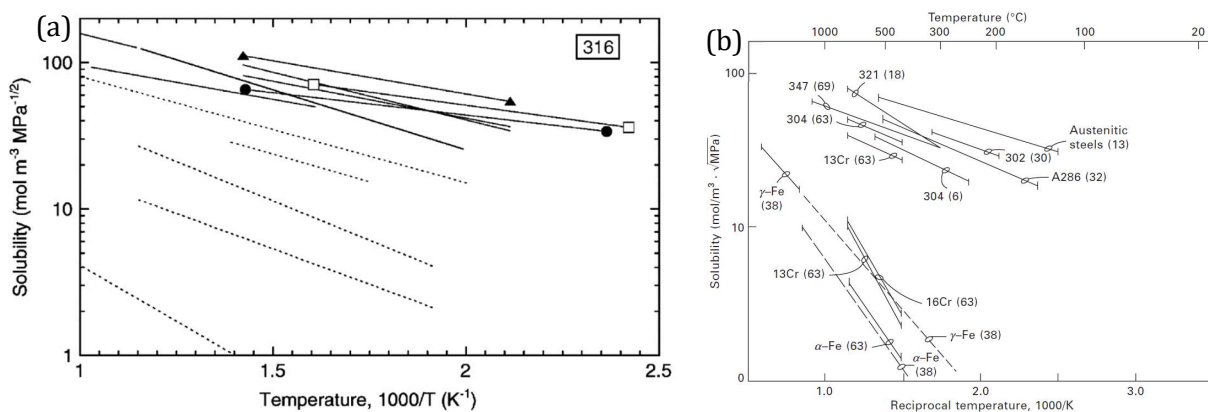 (a)
316
100
10
1
1
1.5
2
2.5
Solubility (mol m-3 MPa-1/2)
Temperature, 1000/T (K-1)
(b)
Temperature (°C)
1000
500
300
200
100
20
100
10
0
1.0
2.0
3.0
Solubility (mol/m3 · √MPa)
Reciprocal temperature, 1000/K
321 (18)
347 (69)
304 (63)
13Cr (63)
Austenitic
steels (13)
302 (30)
A286 (32)
304 (6)
γ–Fe
(38)
13Cr (63)
16Cr (63)
γ–Fe (38)
α–Fe (63)
α–Fe
(38)